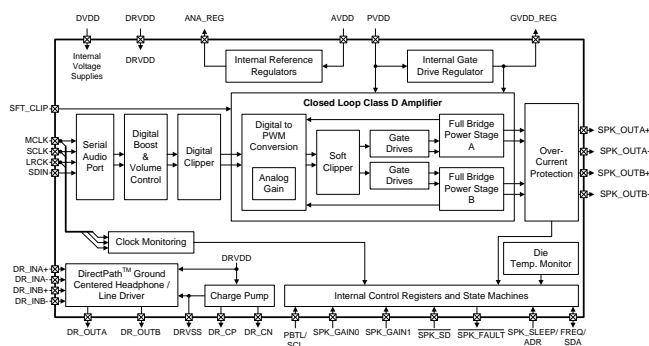 DVDD DRVDD ANA_REG AVDD PVDD GVDD_REG
Internal
Voltage
Supplies
DRVDD
Internal Reference
Regulators
Internal Gate
Drive Regulator
SFT_CLIP
Closed Loop Class D Amplifier
MCLK
SCLK
LRCK
SDIN
Serial
Audio
Port
Digital
Boost
&
Volume
Control
Digital
Clipper
Digital to
PWM
Conversion
Analog
Gain
Soft
Clipper
Gate
Drives
Gate
Drives
Full Bridge
Power Stage
A
Full Bridge
Power Stage
B
Over-
Current
Protection
SPK_OUTA+
SPK_OUTA-
SPK_OUTB+
SPK_OUTB-
Clock Monitoring
Die
Temp. Monitor
DR_INA+
DR_INA-
DR_INB+
DR_INB-
DirectPath™ Ground
Centered Headphone /
Line Driver
DRVDD
Charge Pump
Internal Control Registers and State Machines
DR_OUTA DR_OUTB DRVSS DR_CP DR_CN
PBTL/
SCL
SPK_GAIN0 SPK_GAIN1 SPK_SD SPK_FAULT
SPK_SLEEP/
ADR
FREQ/
SDA